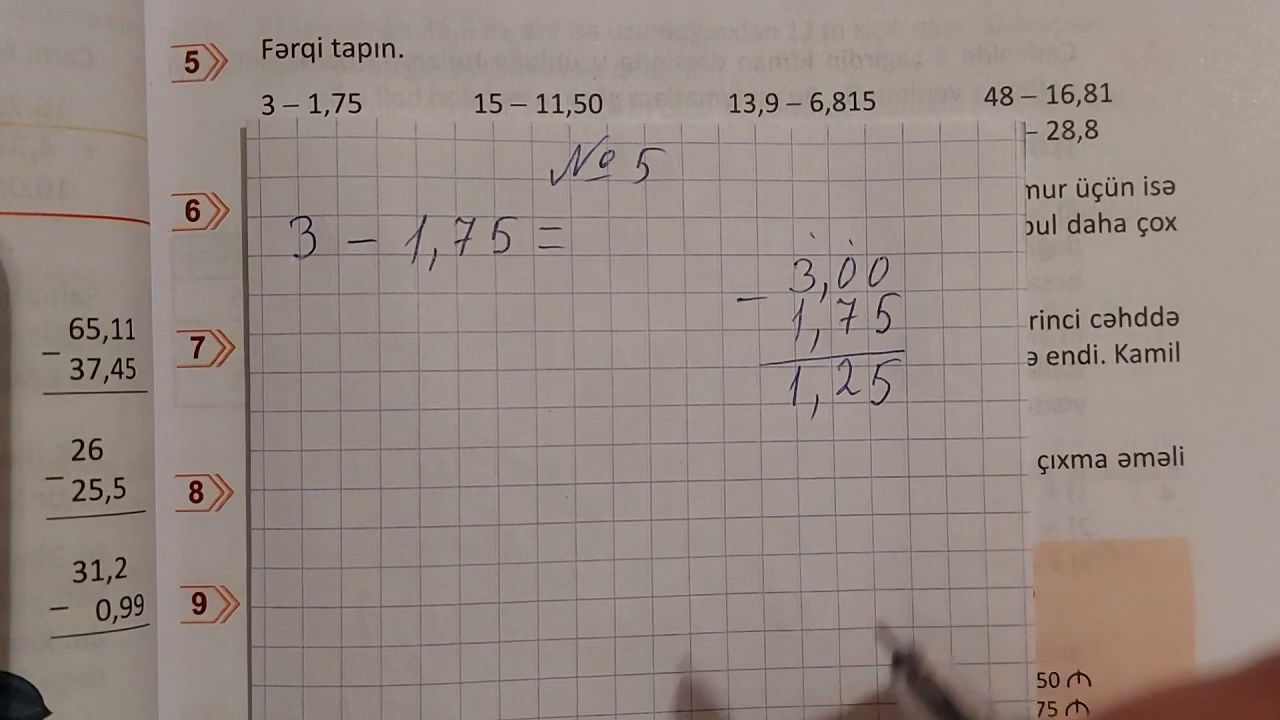 5 Fərqi tapın.
3 – 1,75 15 – 11,50 13,9 – 6,815 48 – 16,81
– 28,8
№ 5
6
mur üçün isə
pul daha çox
3 – 1,75 =
3,00
–
1,75
1,25
7
rinci cəhddə
ə endi. Kamil
8
çıxma əməli
9
50 ₼
75 ₼
65,11
–
37,45
26
–
25,5
31,2
–
0,99